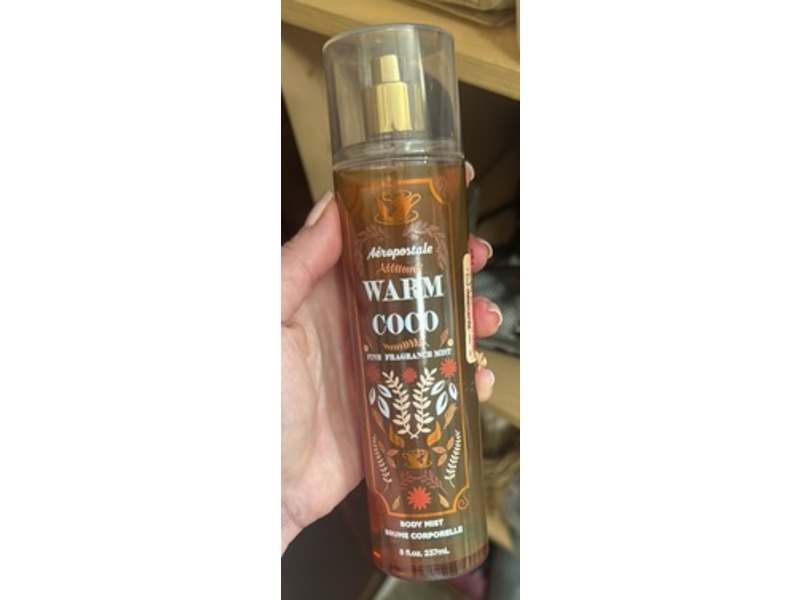 Aéropostale
WARM
COCO
FINE FRAGRANCE MIST
BODY MIST
BRUME CORPORELLE
8 fl.oz. 237mL